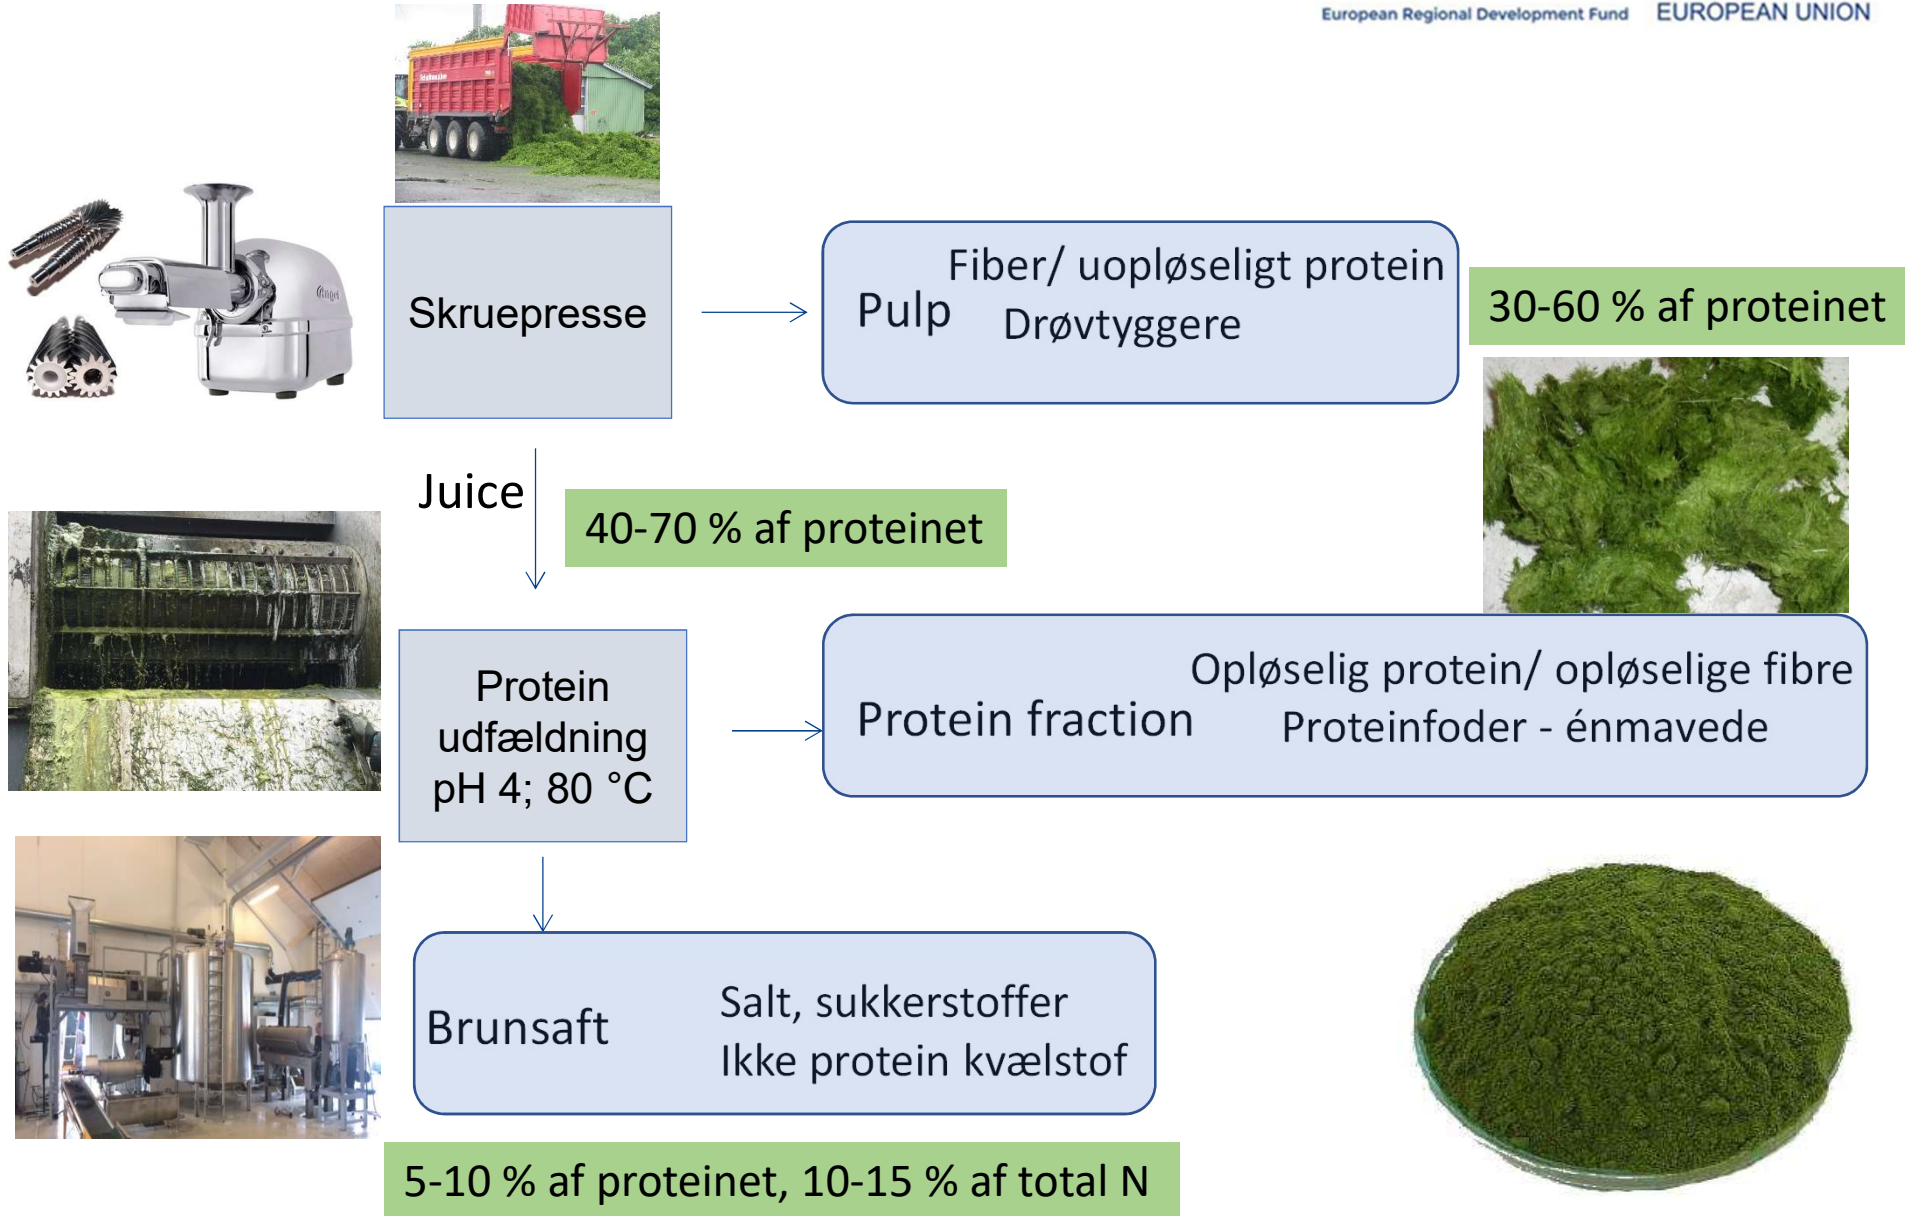 European Regional Development Fund EUROPEAN UNION
Skruepresse
Fiber/ uopløseligt protein
Pulp Drøvtyggere
30-60 % af proteinet
Juice
40-70 % af proteinet
Protein
udfældning
pH 4; 80 °C
Opløselig protein/ opløselige fibre
Protein fraction Proteinfoder - énmavede
Brunsaft
Salt, sukkerstoffer
Ikke protein kvælstof
5-10 % af proteinet, 10-15 % af total N
Angel